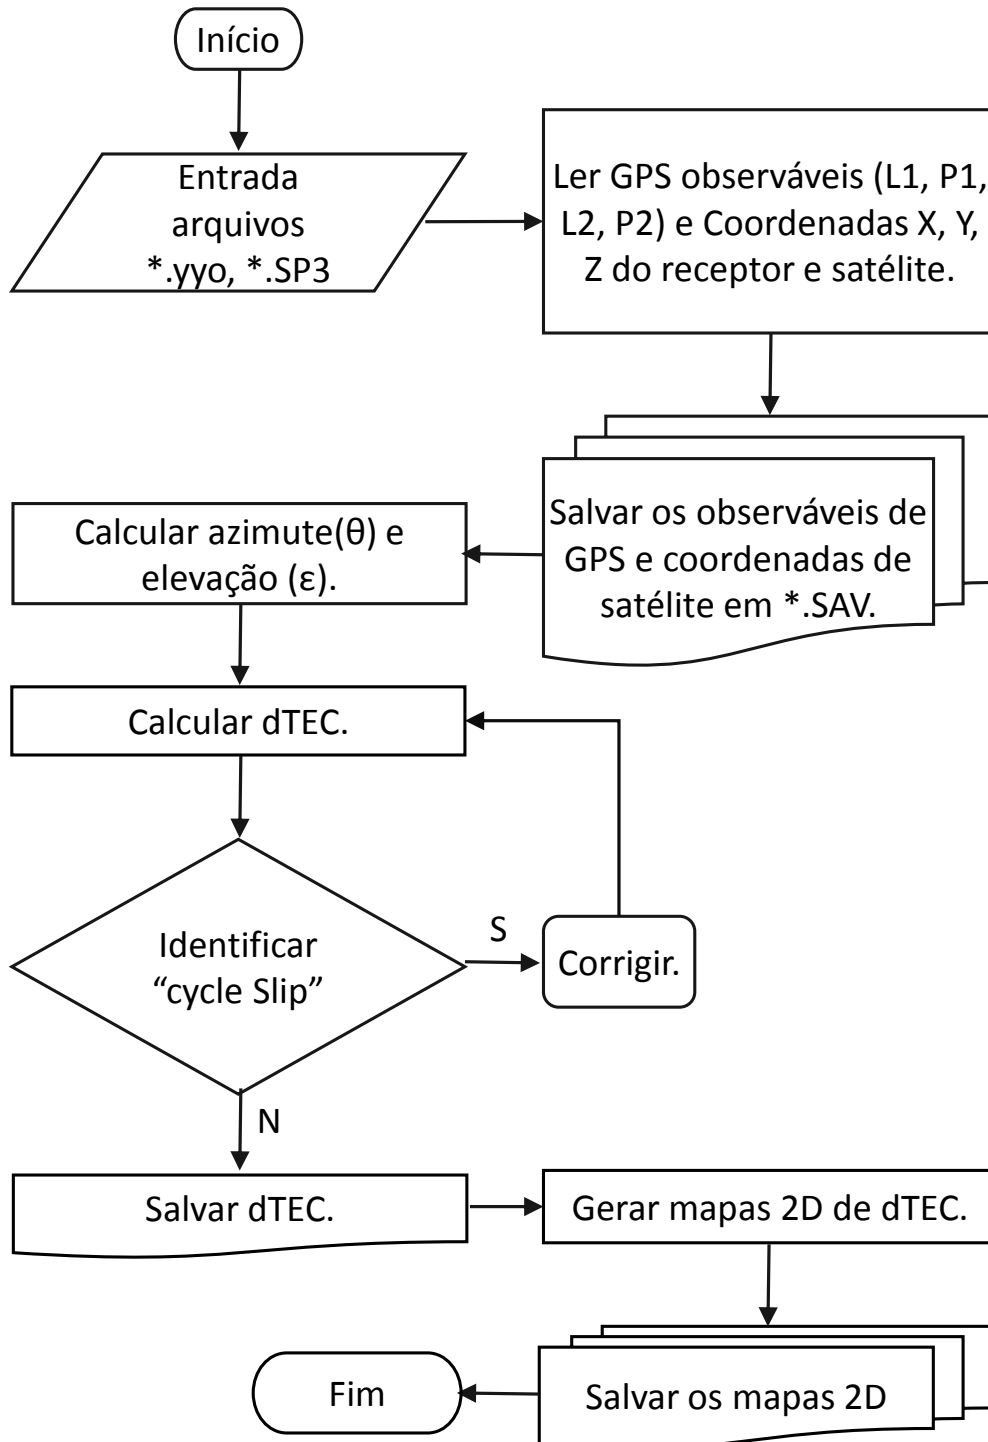 Início
Entrada
arquivos
*.yyo, *.SP3
Ler GPS observáveis (L1, P1,
L2, P2) e Coordenadas X, Y,
Z do receptor e satélite.
Salvar os observáveis de
GPS e coordenadas de
satélite em *.SAV.
Calcular azimute(θ) e
elevação (ε).
Calcular dTEC.
Identificar
“cycle Slip”
S
Corrigir.
N
Salvar dTEC.
Gerar mapas 2D de dTEC.
Salvar os mapas 2D
Fim